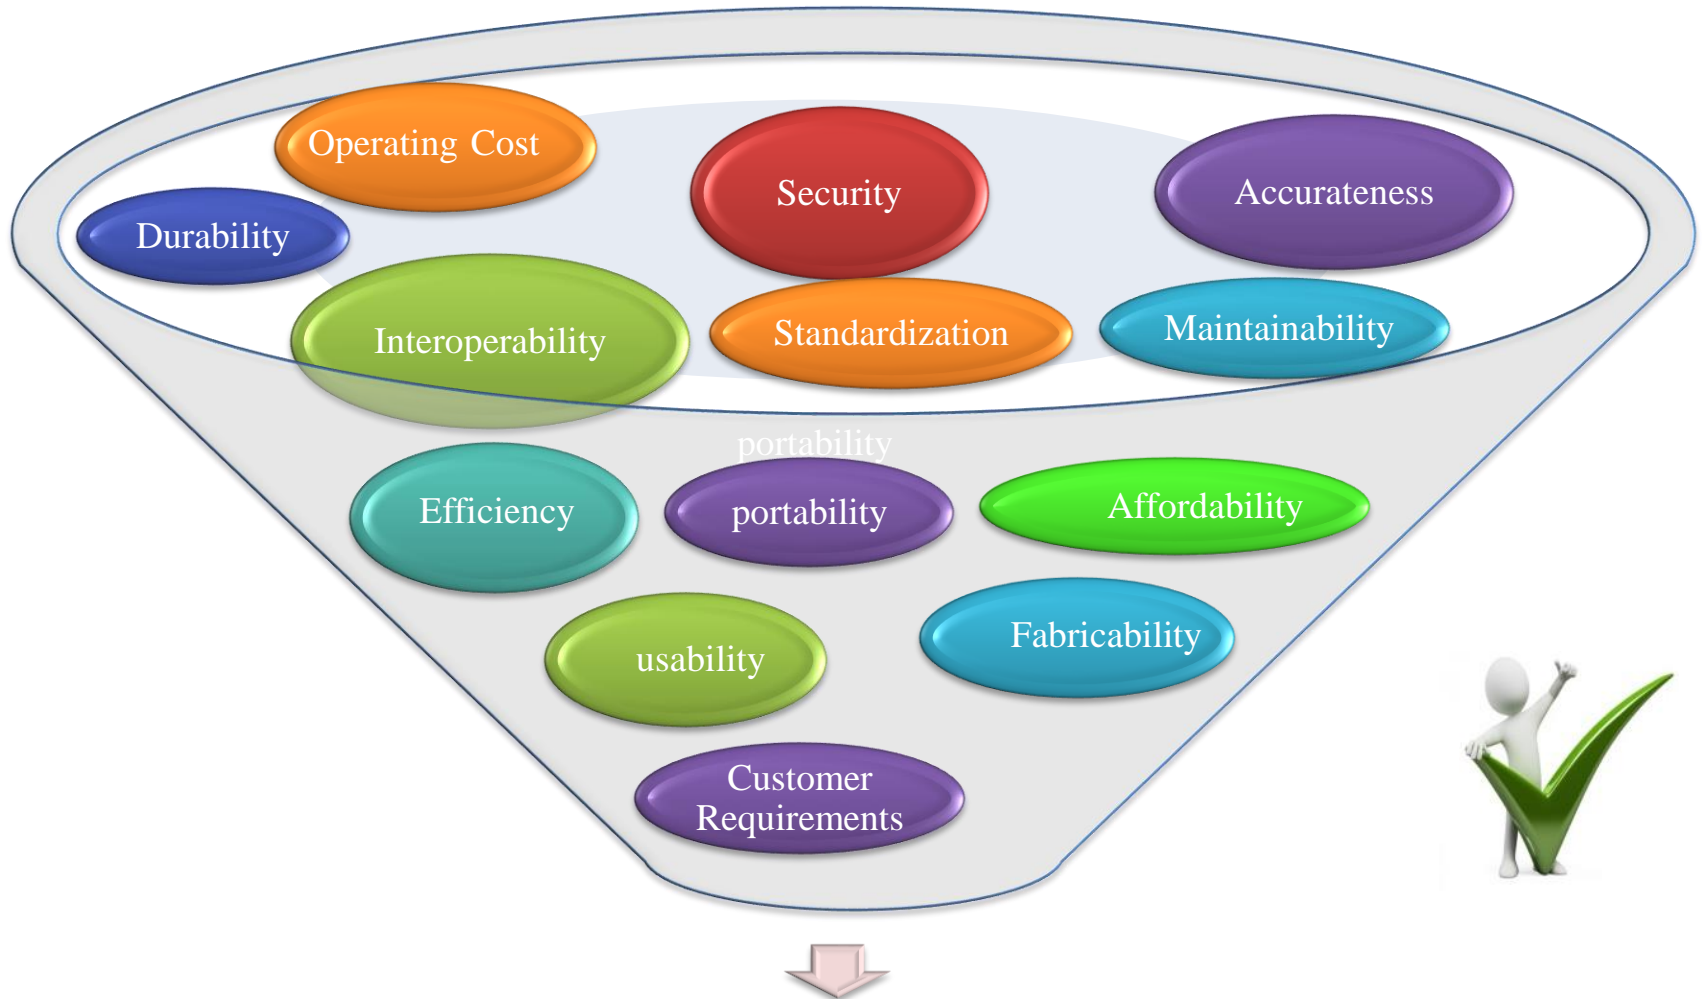 Operating Cost
Security
Accurateness
Durability
Interoperability
Standardization
Maintainability
portability
Efficiency
portability
Affordability
usability
Fabricability
Customer
Requirements